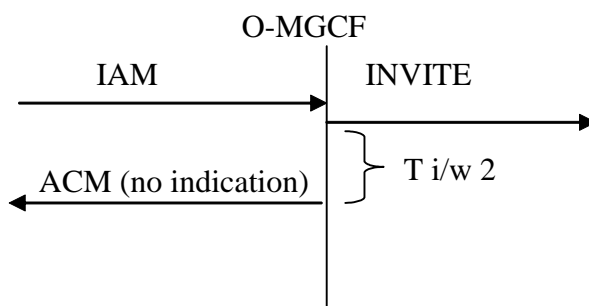 O-MGCF
IAM
INVITE
T i/w 2
ACM (no indication)